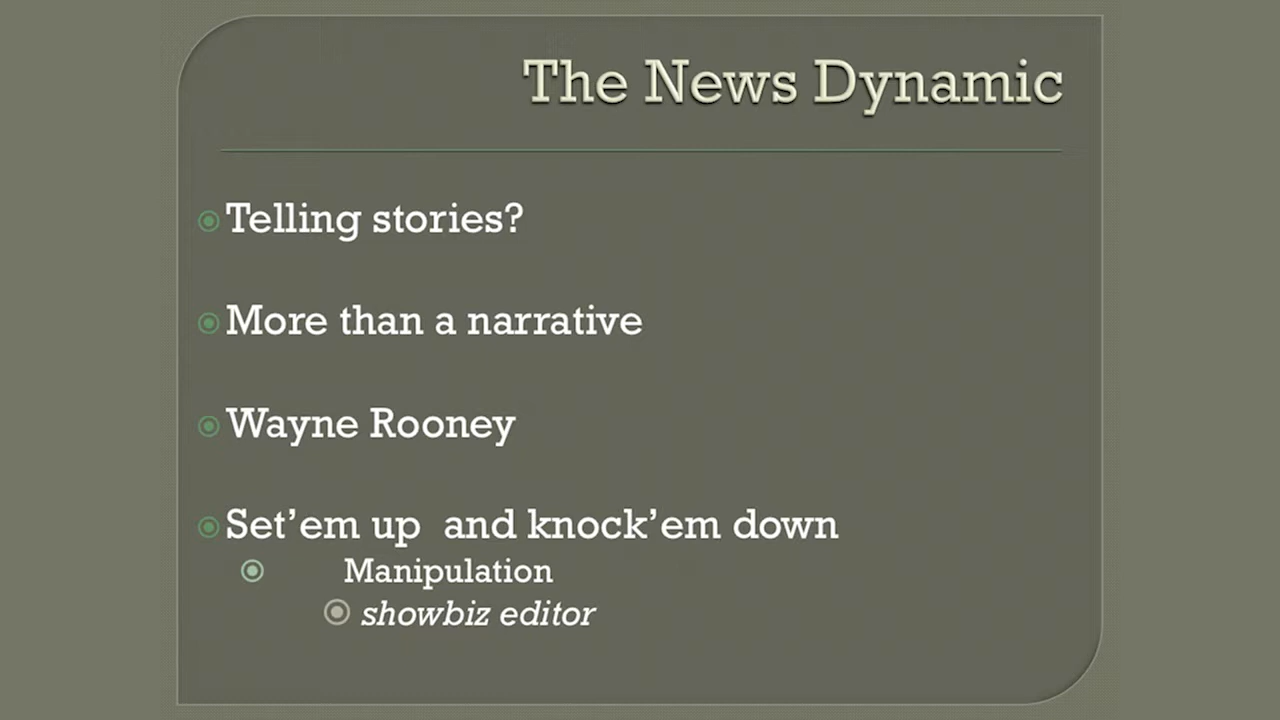 The News Dynamic
Telling stories?
More than a narrative
Wayne Rooney
Set’em up  and knock’em down
Manipulation
showbiz editor